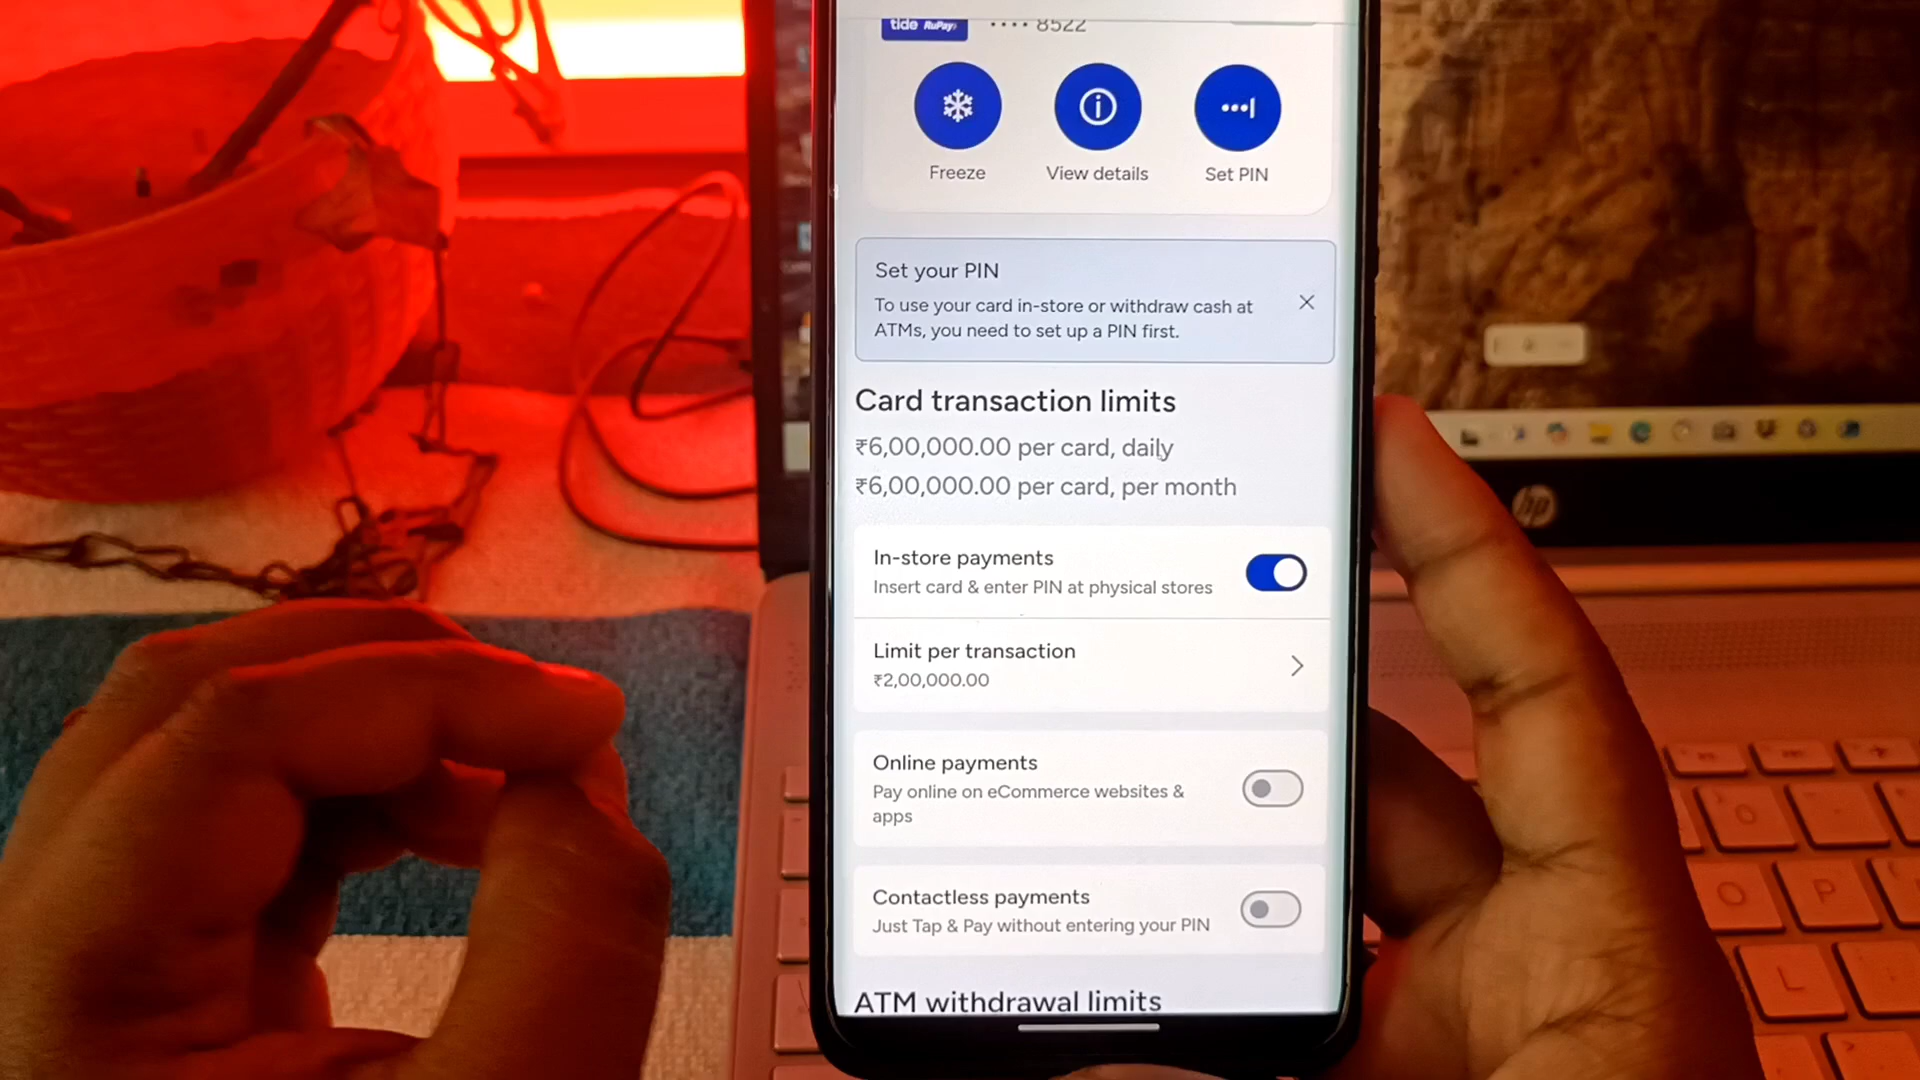 tide RuPay
•••• 8522
Freeze
View details
Set PIN
Set your PIN
To use your card in-store or withdraw cash at
ATMs, you need to set up a PIN first.
Card transaction limits
₹6,00,000.00 per card, daily
₹6,00,000.00 per card, per month
In-store payments
Insert card & enter PIN at physical stores
Limit per transaction
₹2,00,000.00
Online payments
Pay online on eCommerce websites &
apps
Contactless payments
Just Tap & Pay without entering your PIN
ATM withdrawal limits
hp
O
O
P
L